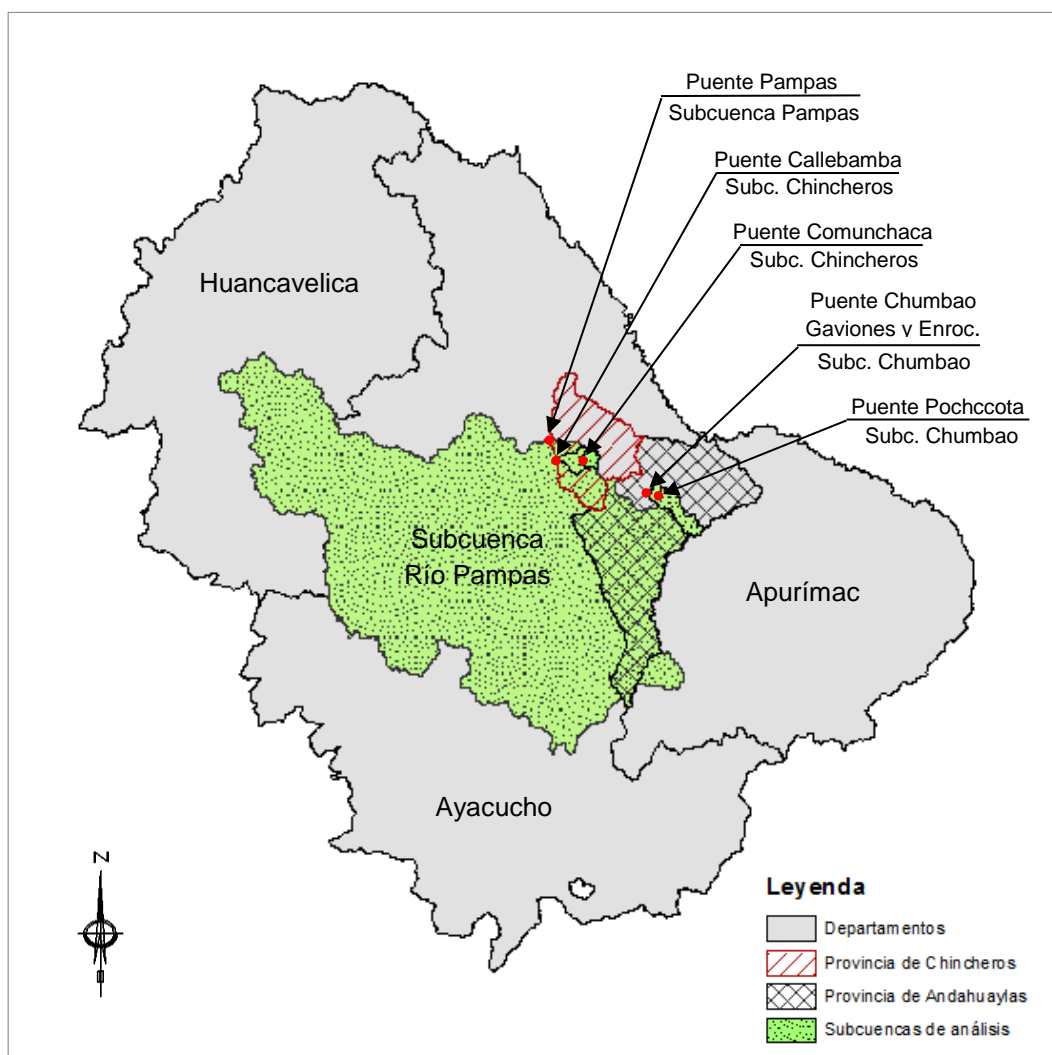 Puente Pampas
Subcuenca Pampas
Puente Callebamba
Subc. Chincheros
Puente Comunchaca
Subc. Chincheros
Puente Chumbao
Gaviones y Enroc.
Subc. Chumbao
Puente Pochccota
Subc. Chumbao
Huancavelica
Subcuenca
Río Pampas
Apurímac
Ayacucho
N
Leyenda
Departamentos
Provincia de Chincheros
Provincia de Andahuaylas
Subcuencas de análisis